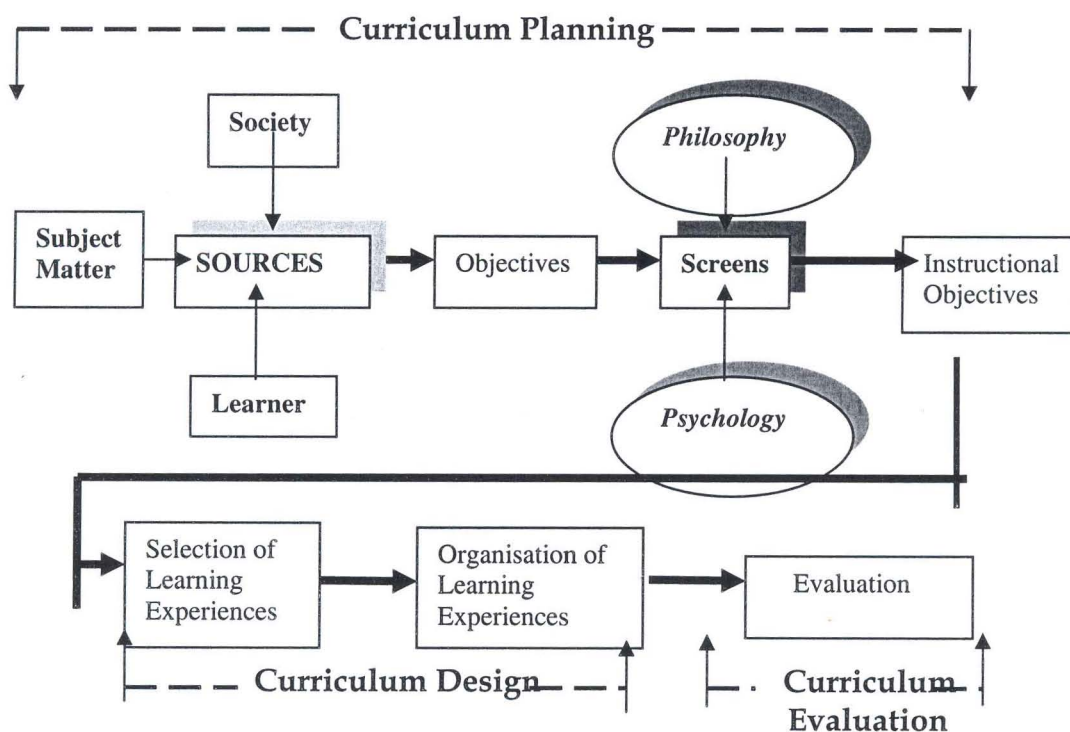 Curriculum Planning
Society
Philosophy
Subject
Matter
SOURCES
Objectives
Screens
Instructional
Objectives
Learner
Psychology
Selection of
Learning
Experiences
Organisation of
Learning
Experiences
Evaluation
Curriculum Design
Curriculum
Evaluation